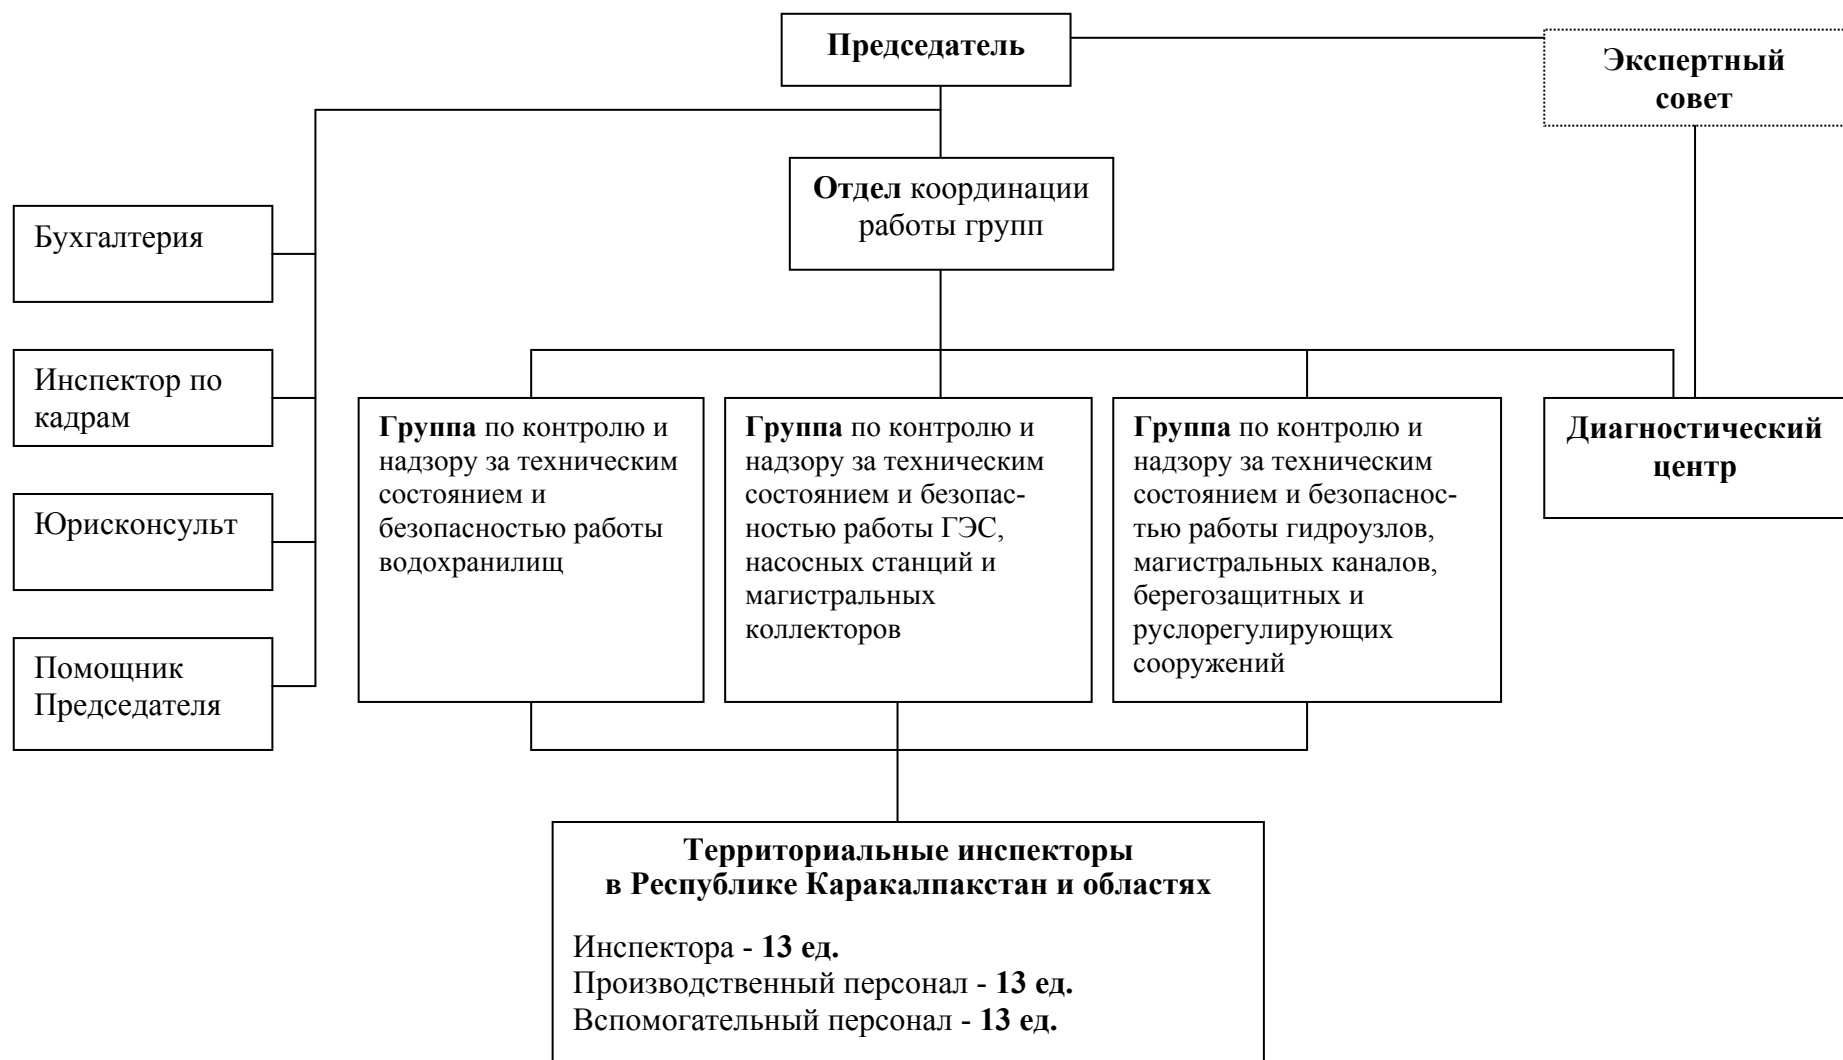 Председатель
Экспертный
совет
Отдел координации
работы групп
Бухгалтерия
Инспектор по
кадрам
Юрисконсульт
Помощник
Председателя
Группа по контролю и
надзору за техническим
состоянием и
безопасностью работы
водохранилищ
Группа по контролю и
надзору за техническим
состоянием и безопас-
ностью работы ГЭС,
насосных станций и
магистральных
коллекторов
Группа по контролю и
надзору за техническим
состоянием и безопаснос-
тью работы гидроузлов,
магистральных каналов,
берегозащитных и
руслорегулирующих
сооружений
Диагностический
центр
Территориальные инспекторы
в Республике Каракалпакстан и областях
Инспектора - 13 ед.
Производственный персонал - 13 ед.
Вспомогательный персонал - 13 ед.